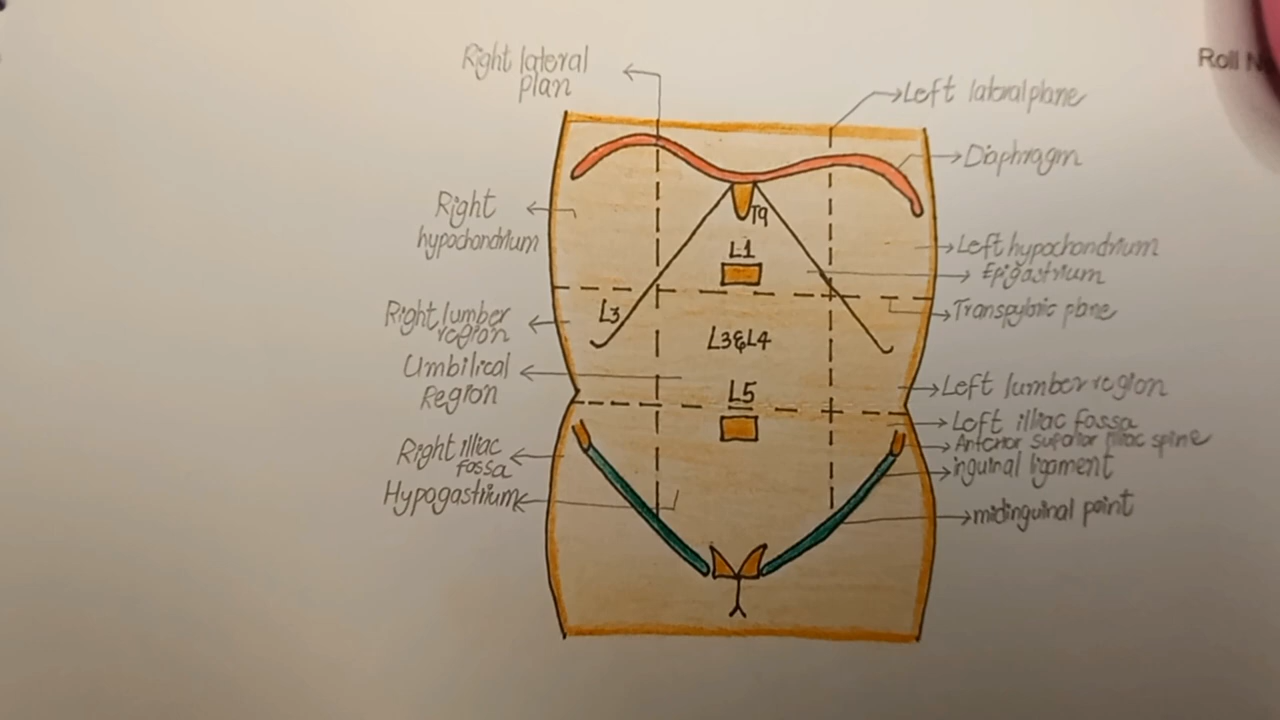 Roll N
Right lateral
plan
Left lateral plane
Diaphragm
Right
hypochondrium
T9
L1
Left hypochondrium
Epigastrium
Transpyloric plane
Right lumber
region
L3
L3&L4
Umbilical
Region
L5
Left lumber region
Left illiac fossa
Anterior superior illiac spine
Right illiac
fossa
inguinal ligament
Hypogastrium
midinguinal point